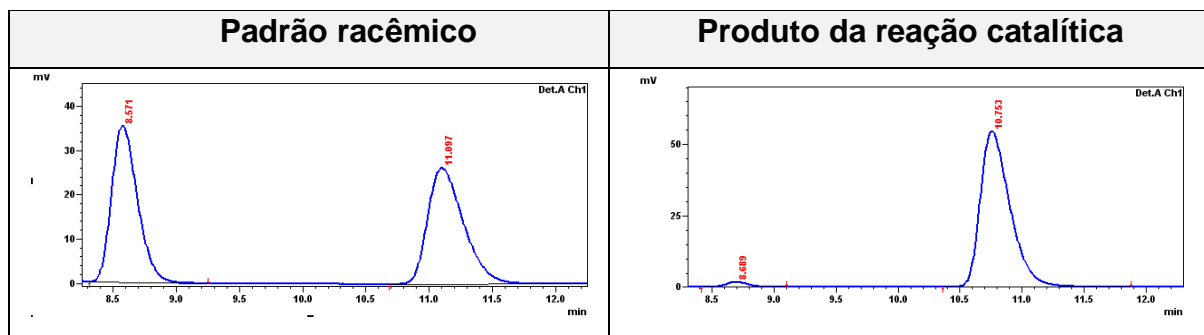 Padrão racêmico
mV
Det.A Ch1
8.571
11.097
40
30
20
10
0
8.5 9.0 9.5 10.0 10.5 11.0 11.5 12.0
min
Produto da reação catalítica
mV
Det.A Ch1
10.753
8.689
50
25
0
8.5 9.0 9.5 10.0 10.5 11.0 11.5 12.0
min